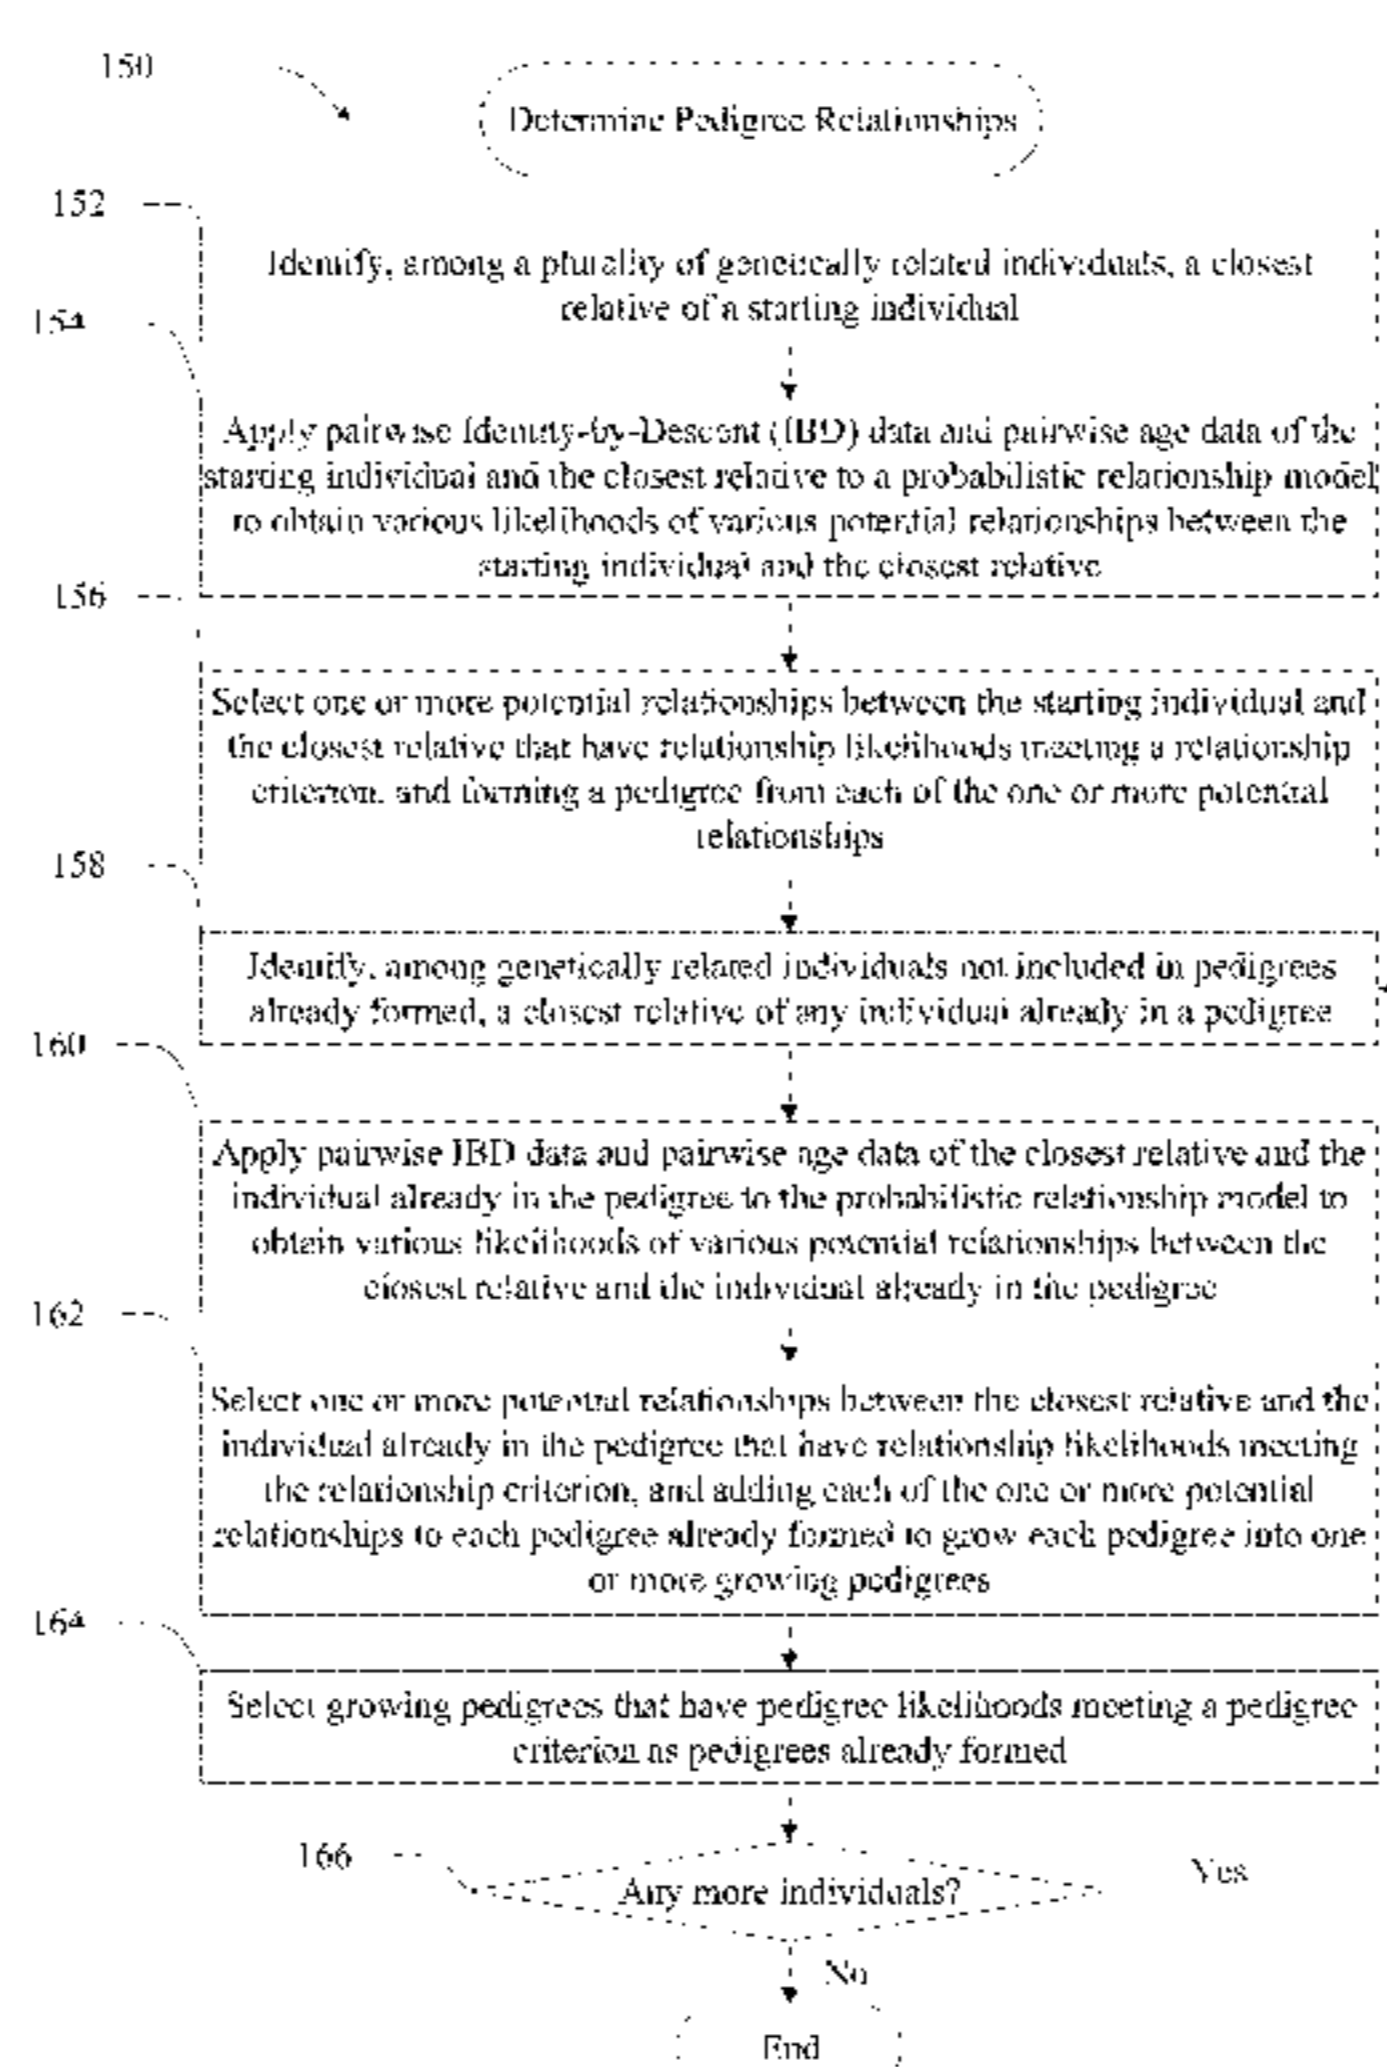 150
Determine Pedigree Relationships
152
Identify, among a plurality of genetically related individuals, a closest
relative of a starting individual
154
Apply pairwise Identity-by-Descent (IBD) data and pairwise age data of the
starting individual and the closest relative to a probabilistic relationship model
to obtain various likelihoods of various potential relationships between the
starting individual and the closest relative
156
Select one or more potential relationships between the starting individual and
the closest relative that have relationship likelihoods meeting a relationship
criterion, and forming a pedigree from each of the one or more potential
relationships
158
Identify, among genetically related individuals not included in pedigrees
already formed, a closest relative of any individual already in a pedigree
160
Apply pairwise IBD data and pairwise age data of the closest relative and the
individual already in the pedigree to the probabilistic relationship model to
obtain various likelihoods of various potential relationships between the
closest relative and the individual already in the pedigree
162
Select one or more potential relationships between the closest relative and the
individual already in the pedigree that have relationship likelihoods meeting
the relationship criterion, and adding each of the one or more potential
relationships to each pedigree already formed to grow each pedigree into one
or more growing pedigrees
164
Select growing pedigrees that have pedigree likelihoods meeting a pedigree
criterion as pedigrees already formed
166
Any more individuals?
Yes
No
End